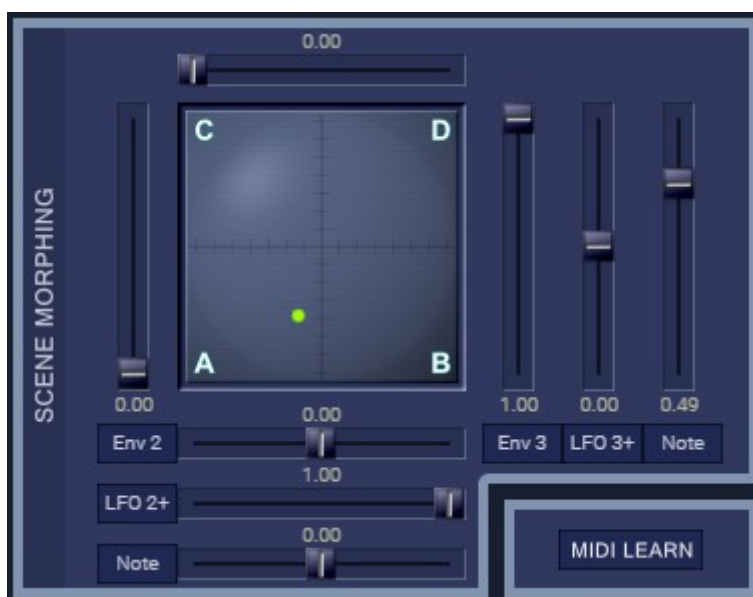 SCENE MORPHING
0.00
C D
A B
0.00
1.00 0.00 0.49
0.00
Env 2
Env 3 LFO 3+ Note
1.00
LFO 2+
0.00
Note
MIDI LEARN